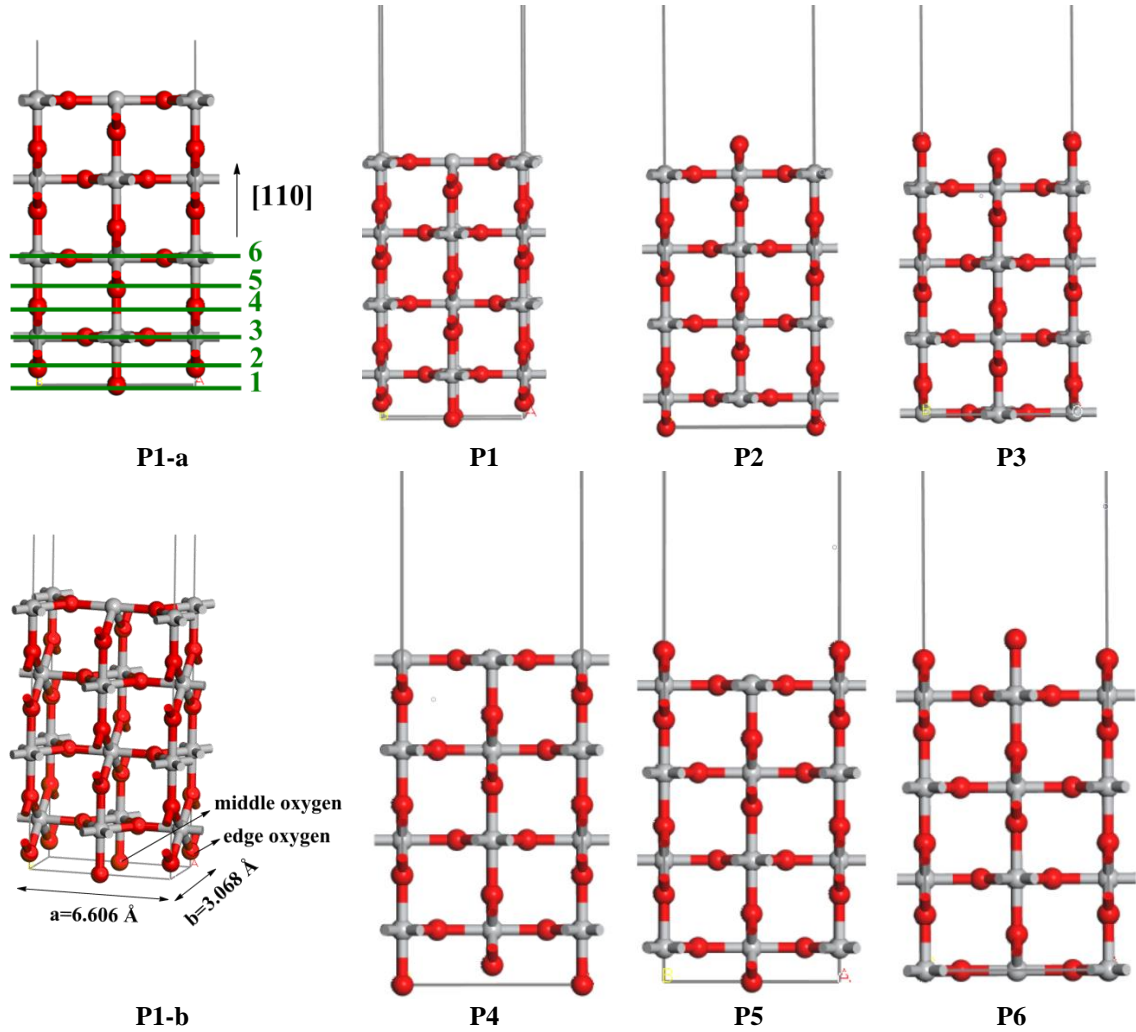 [110]
6
5
4
3
2
1
A
A
P1-a
P1
P2
P3
middle oxygen
edge oxygen
a=6.606 Å
b=3.068 Å
A
P1-b
P4
P5
P6